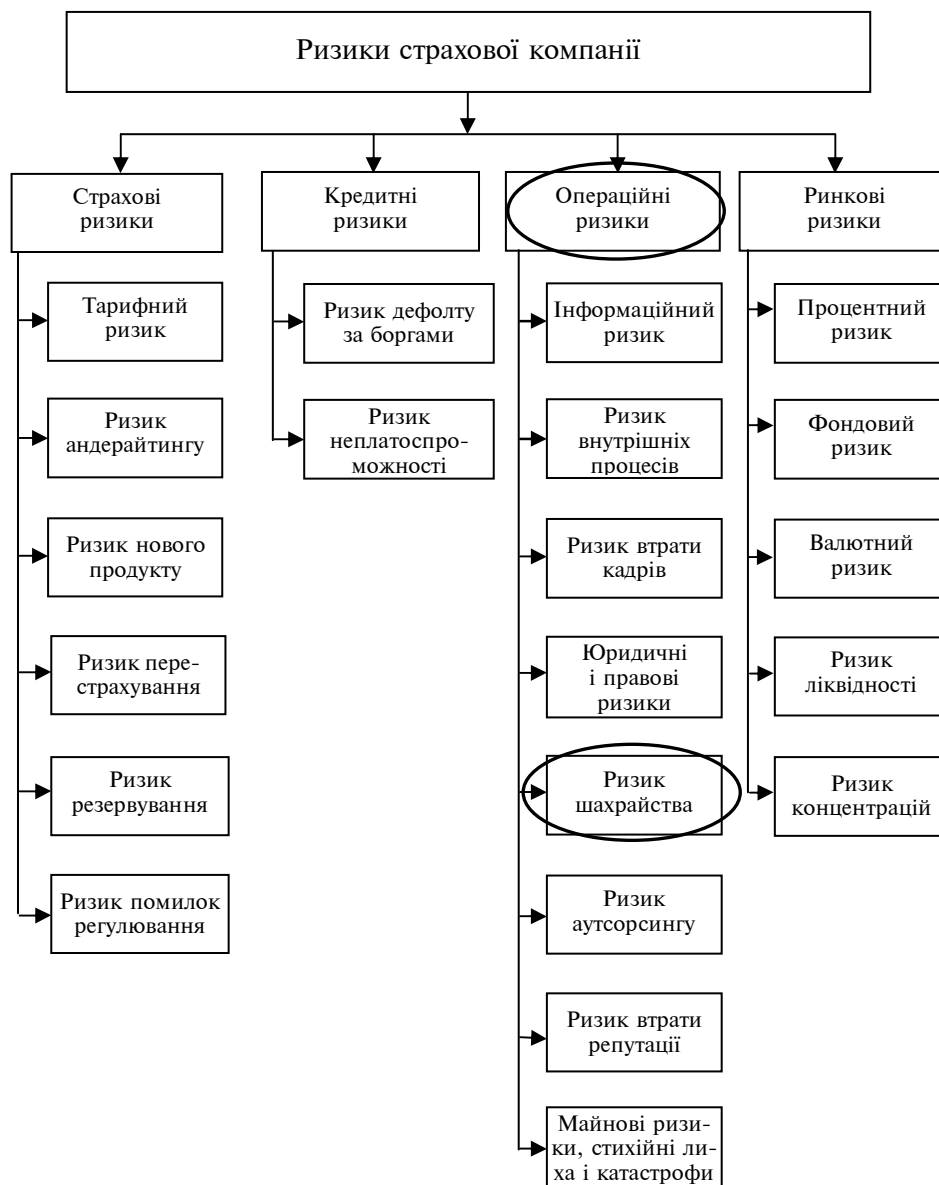 Ризики страхової компанії
Страхові
ризики
Тарифний
ризик
Ризик
андерайтингу
Ризик нового
продукту
Ризик пере-
страхування
Ризик
резервування
Ризик помилок
регулювання
Кредитні
ризики
Ризик дефолту
за боргами
Ризик
неплатоспро-
можності
Операційні
ризики
Інформаційний
ризик
Ризик
внутрішніх
процесів
Ризик втрати
кадрів
Юридичні
і правові
ризики
Ризик
шахрайства
Ризик
аутсорсингу
Ризик втрати
репутації
Майнові ризи-
ки, стихійні ли-
ха і катастрофи
Ринкові
ризики
Процентний
ризик
Фондовий
ризик
Валютний
ризик
Ризик
ліквідності
Ризик
концентрацій